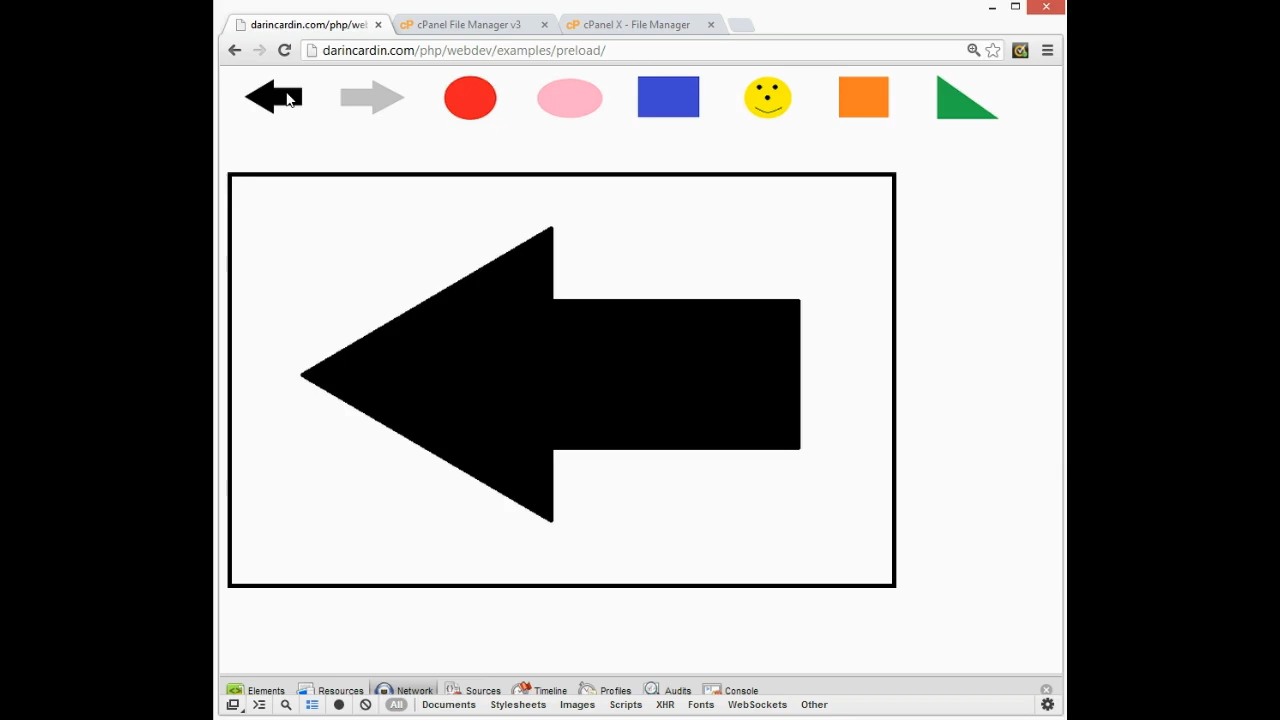 darincardin.com/php/we
cPanel File Manager v3
cPanel X - File Manager
darincardin.com/php/webdev/examples/preload/
Elements Resources Network Sources Timeline Profiles Audits Console
All Documents Stylesheets Images Scripts XHR Fonts WebSockets Other